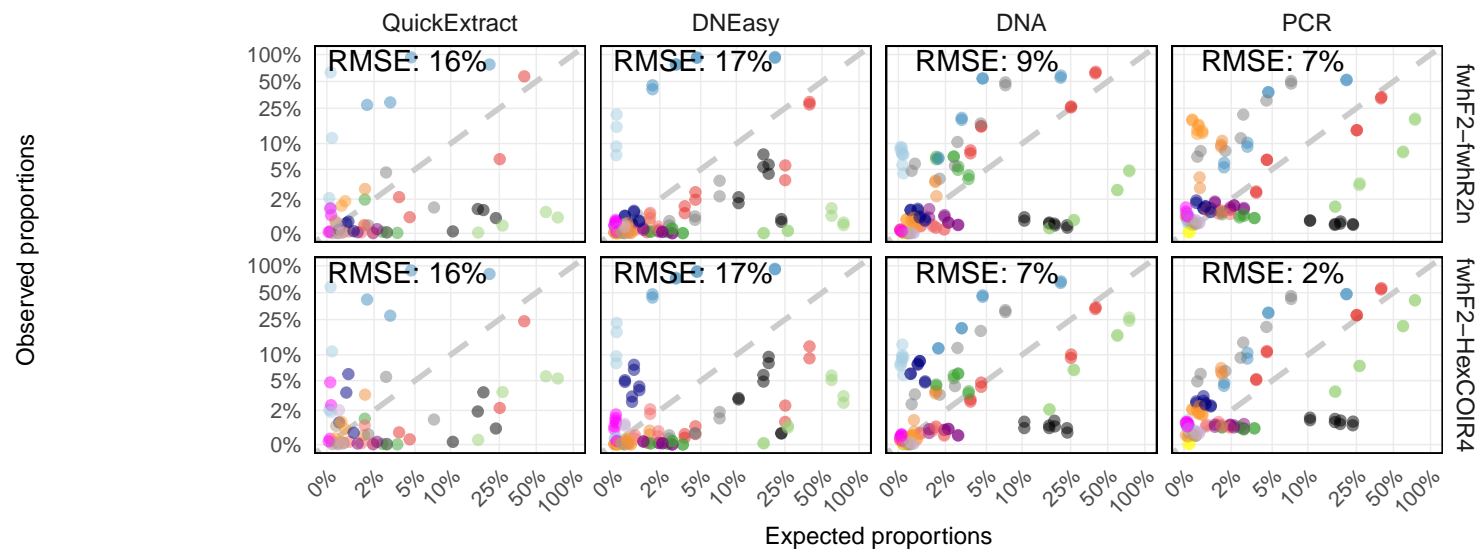 QuickExtract DNEasy DNA PCR
100%
50%
25%
10%
5%
2%
0%
RMSE: 16% RMSE: 17% RMSE: 9% RMSE: 7%
fwhF2−fwhR2n
Observed proportions
100%
50%
25%
10%
5%
2%
0%
RMSE: 16% RMSE: 17% RMSE: 7% RMSE: 2%
fwhF2−HexCOIR4
0% 2% 5% 10% 25% 50% 100% 0% 2% 5% 10% 25% 50% 100% 0% 2% 5% 10% 25% 50% 100% 0% 2% 5% 10% 25% 50% 100%
Expected proportions